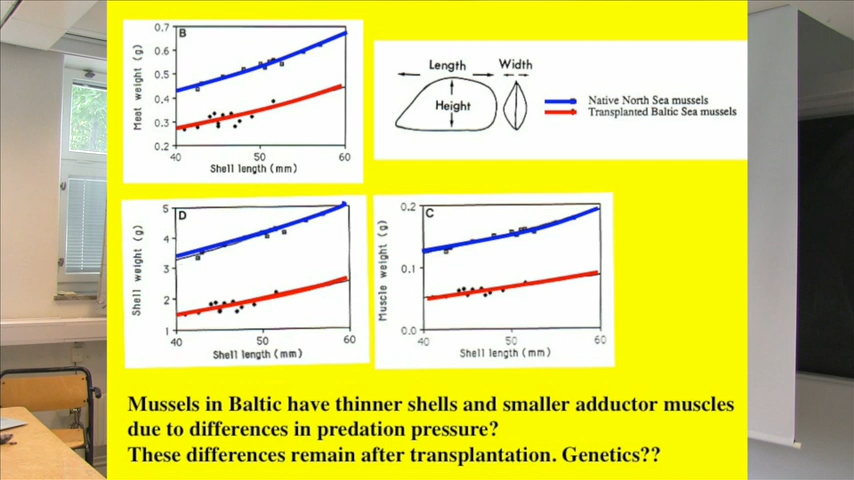 B
0.7
0.6
0.5
0.4
0.3
0.2
Meat weight (g)
40
50
60
Shell length (mm)
Length
Width
Height
Native North Sea mussels
Transplanted Baltic Sea mussels
D
5
4
3
2
1
Shell weight (g)
40
50
60
Shell length (mm)
C
0.2
0.1
0.0
Muscle weight (g)
40
50
60
Shell length (mm)
Mussels in Baltic have thinner shells and smaller adductor muscles
due to differences in predation pressure?
These differences remain after transplantation. Genetics??